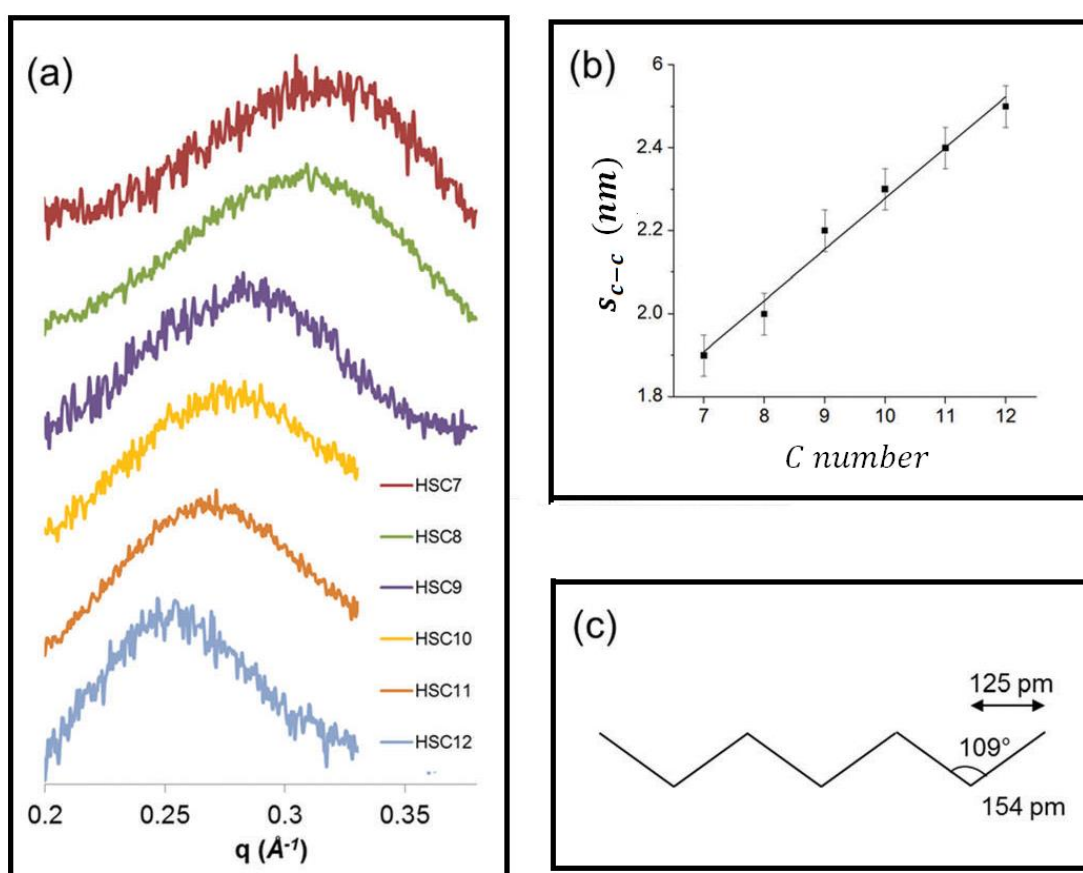 (a)
HSC7
HSC8
HSC9
HSC10
HSC11
HSC12
0.2 0.25 0.3 0.35
q (Å⁻¹)
(b)
6
2.4
2.2
2.0
1.8
s_{c-c} (nm)
7 8 9 10 11 12
C number
(c)
125 pm
109°
154 pm